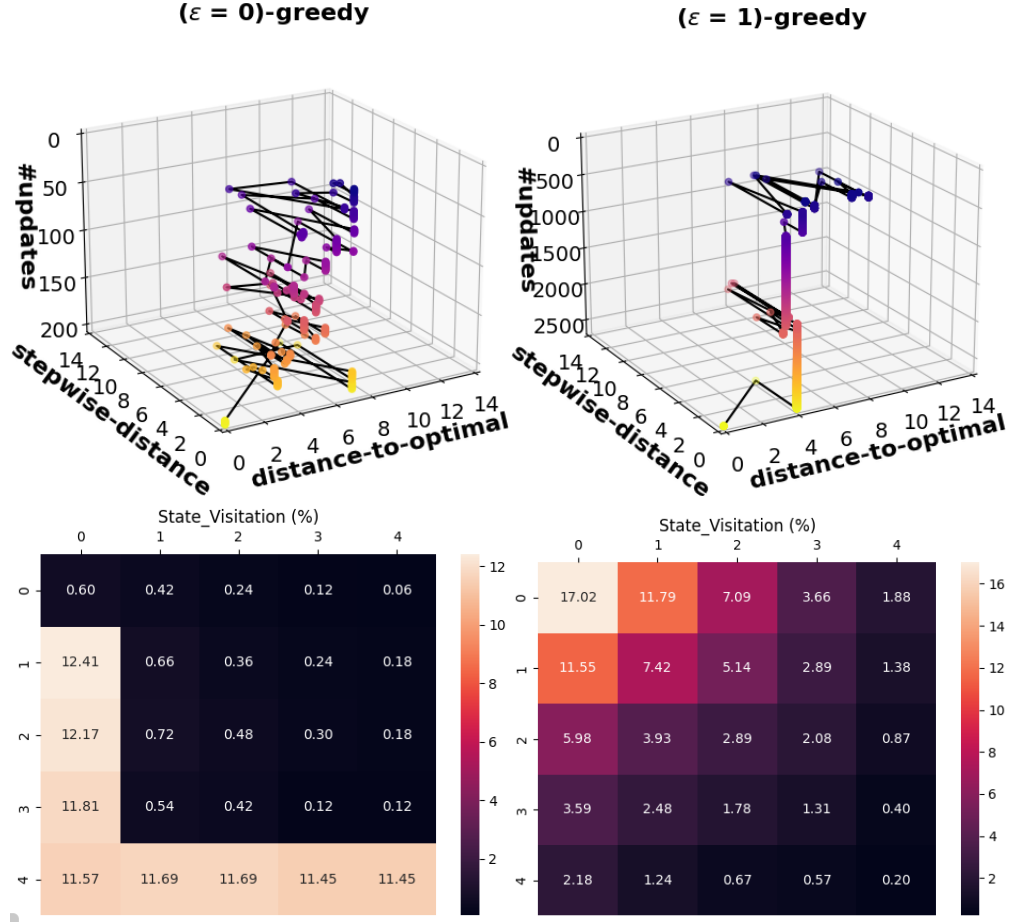 (ε = 0)-greedy
0
50
100
150
200
#updates
14
12
10
8
6
4
2
0
stepwise-distance
0
2
4
6
8
10
12
14
distance-to-optimal
(ε = 1)-greedy
0
500
1000
1500
2000
2500
#updates
14
12
10
8
6
4
2
0
stepwise-distance
0
2
4
6
8
10
12
14
distance-to-optimal
State_Visitation (%)
0 1 2 3 4
0 0.60 0.42 0.24 0.12 0.06
1 12.41 0.66 0.36 0.24 0.18
2 12.17 0.72 0.48 0.30 0.18
3 11.81 0.54 0.42 0.12 0.12
4 11.57 11.69 11.69 11.45 11.45
12
10
8
6
4
2
State_Visitation (%)
0 1 2 3 4
0 17.02 11.79 7.09 3.66 1.88
1 11.55 7.42 5.14 2.89 1.38
2 5.98 3.93 2.89 2.08 0.87
3 3.59 2.48 1.78 1.31 0.40
4 2.18 1.24 0.67 0.57 0.20
16
14
12
10
8
6
4
2